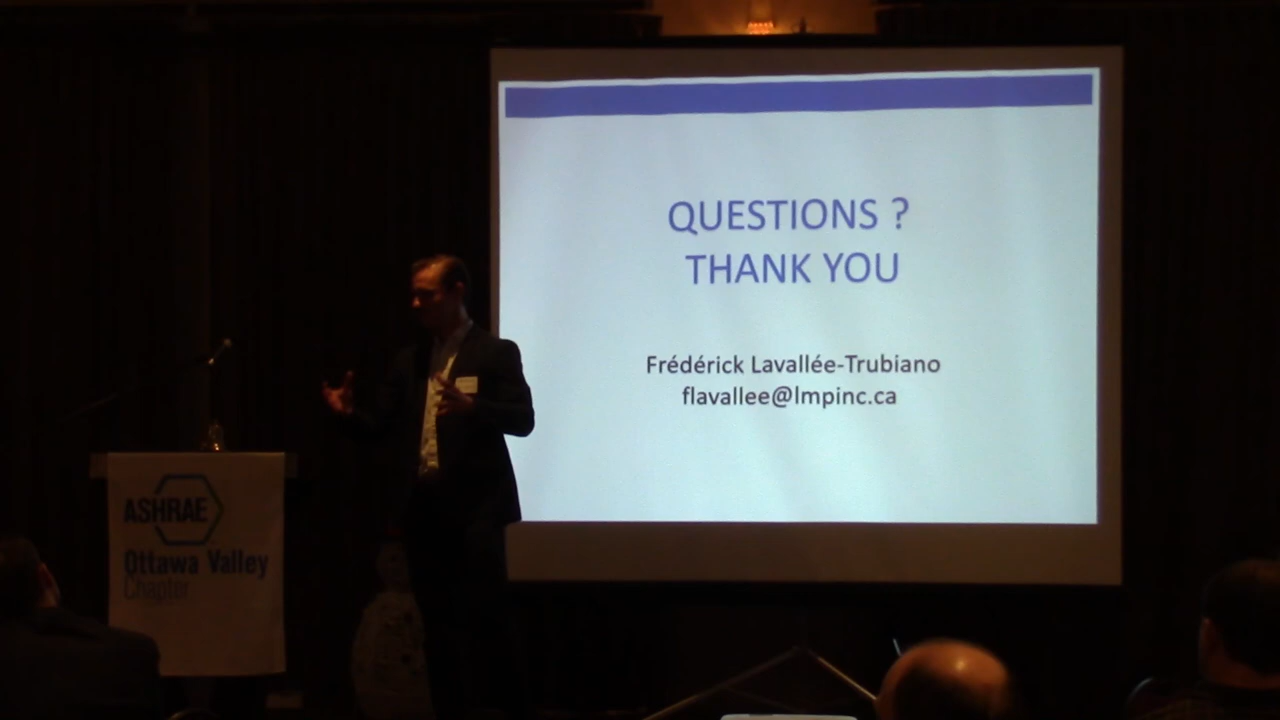 QUESTIONS ?
THANK YOU
Frédérick Lavallée-Trubiano
flavallee@lmpinc.ca
ASHRAE
Ottawa Valley
Chapter